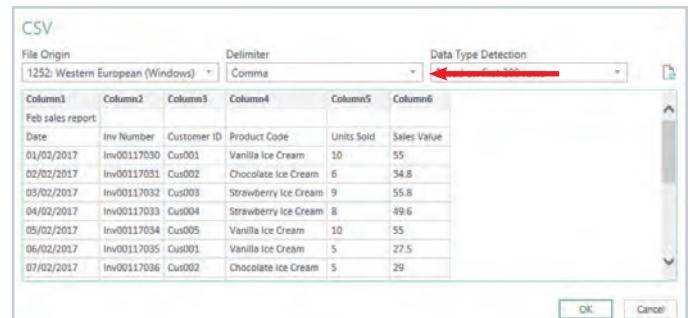 CSV
File Origin Delimiter Data Type Detection
1252: Western European (Windows) Comma
Column1 Column2 Column3 Column4 Column5 Column6
Feb sales report
Date Inv Number Customer ID Product Code Units Sold Sales Value
01/02/2017 Inv00117030 Cus001 Vanilla Ice Cream 10 55
02/02/2017 Inv00117031 Cus002 Chocolate Ice Cream 6 34.8
03/02/2017 Inv00117032 Cus003 Strawberry Ice Cream 9 55.8
04/02/2017 Inv00117033 Cus004 Strawberry Ice Cream 8 49.6
05/02/2017 Inv00117034 Cus005 Vanilla Ice Cream 10 55
06/02/2017 Inv00117035 Cus001 Vanilla Ice Cream 5 27.5
07/02/2017 Inv00117036 Cus002 Chocolate Ice Cream 5 29
OK Cancel